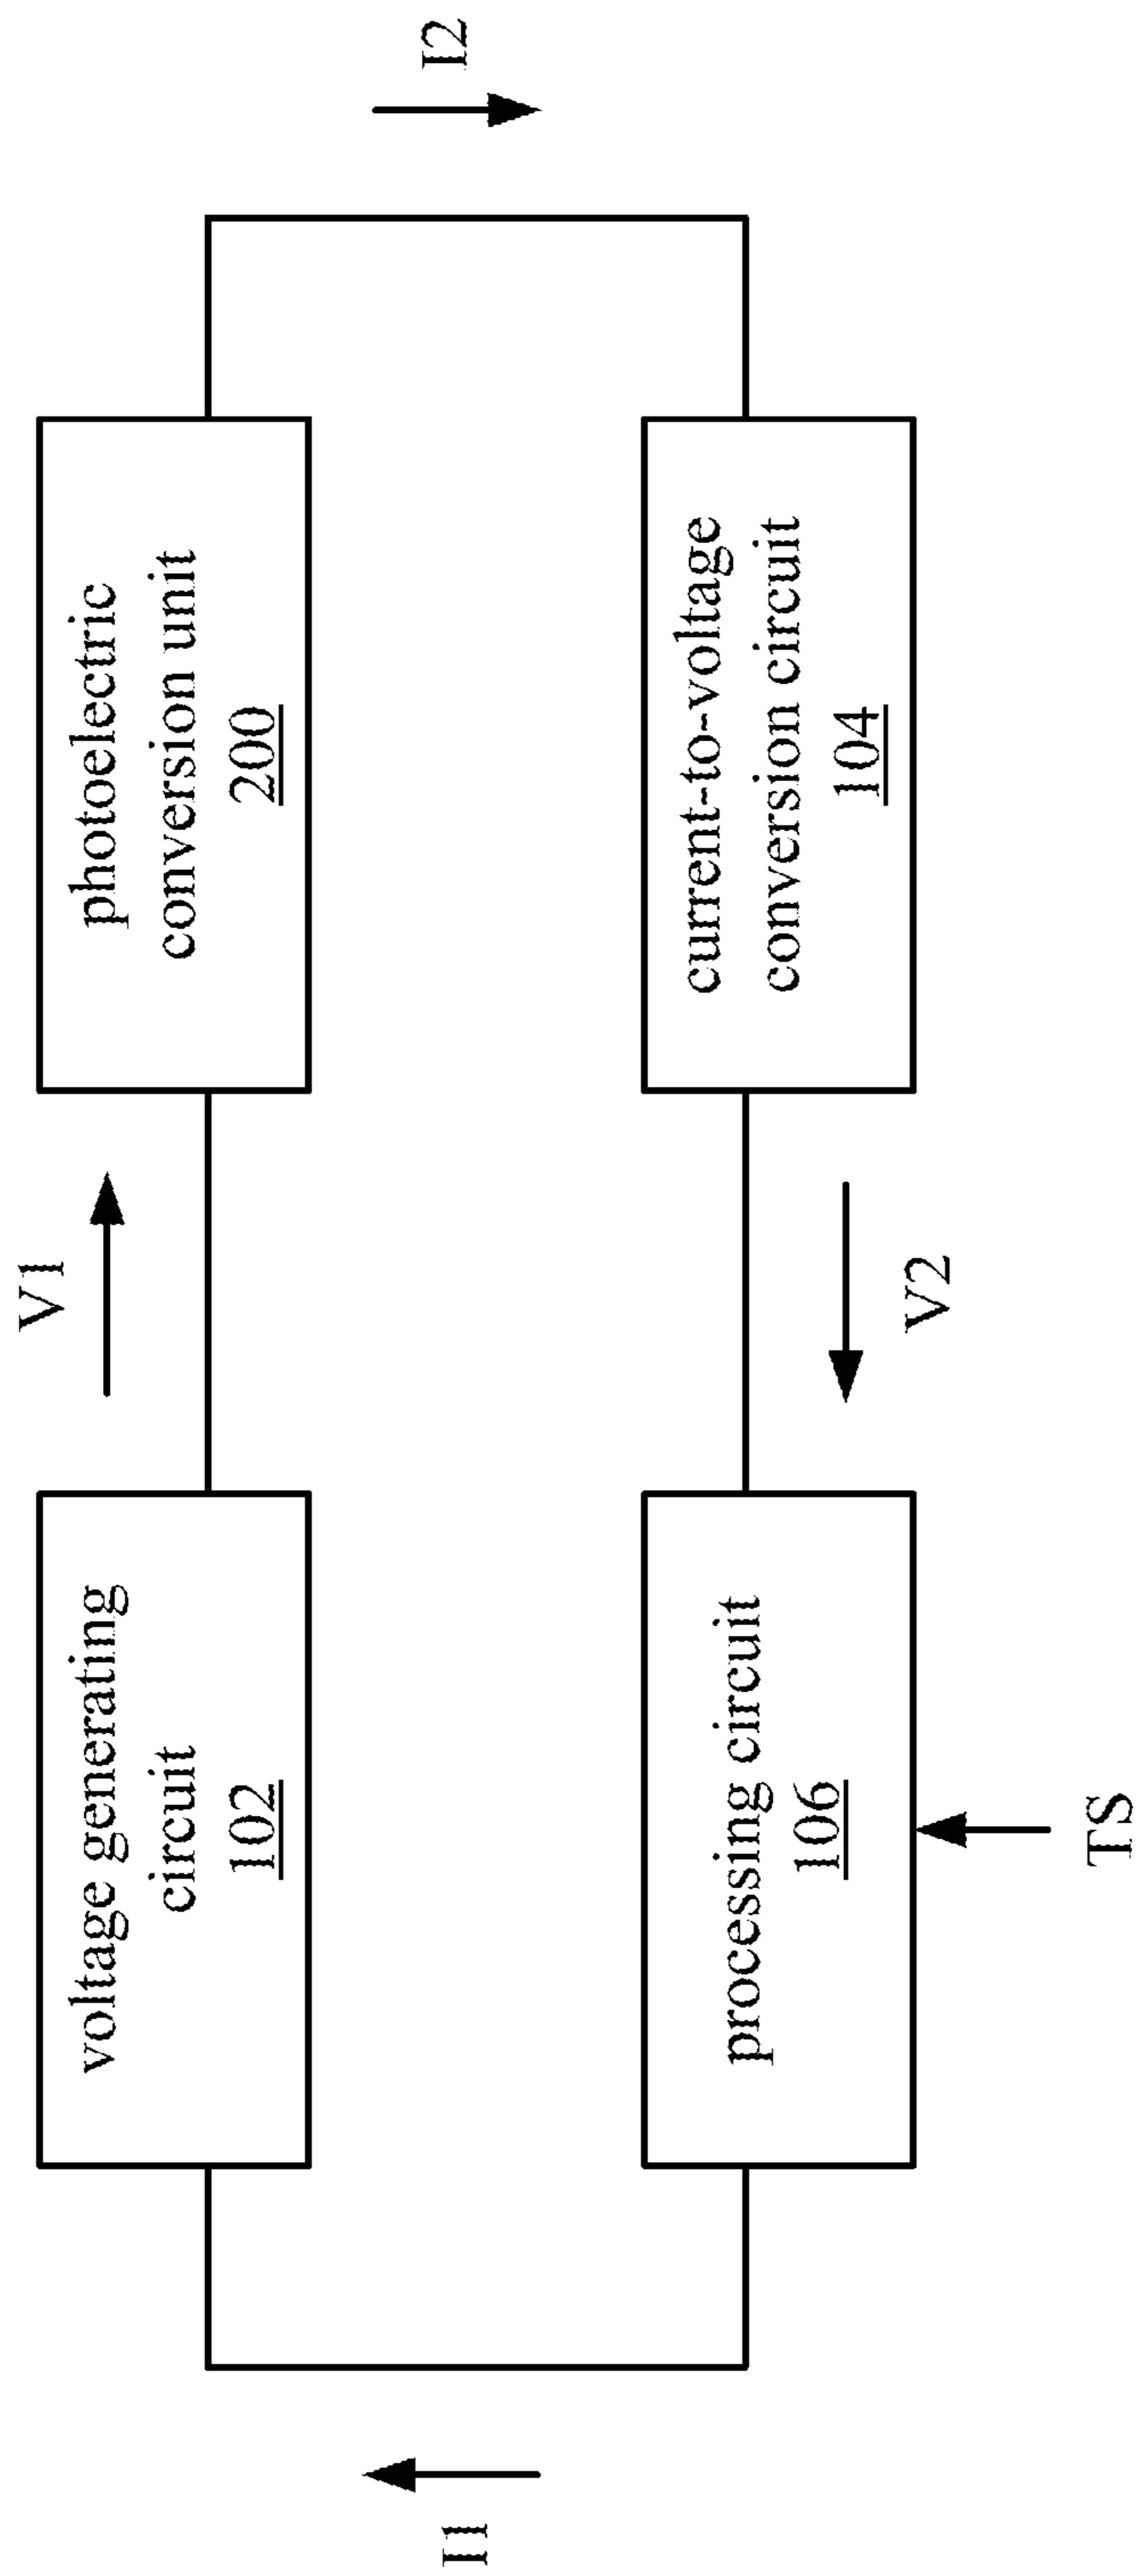 V1
voltage generating
circuit
102
photoelectric
conversion unit
200
I1
I2
processing circuit
106
current-to-voltage
conversion circuit
104
V2
TS